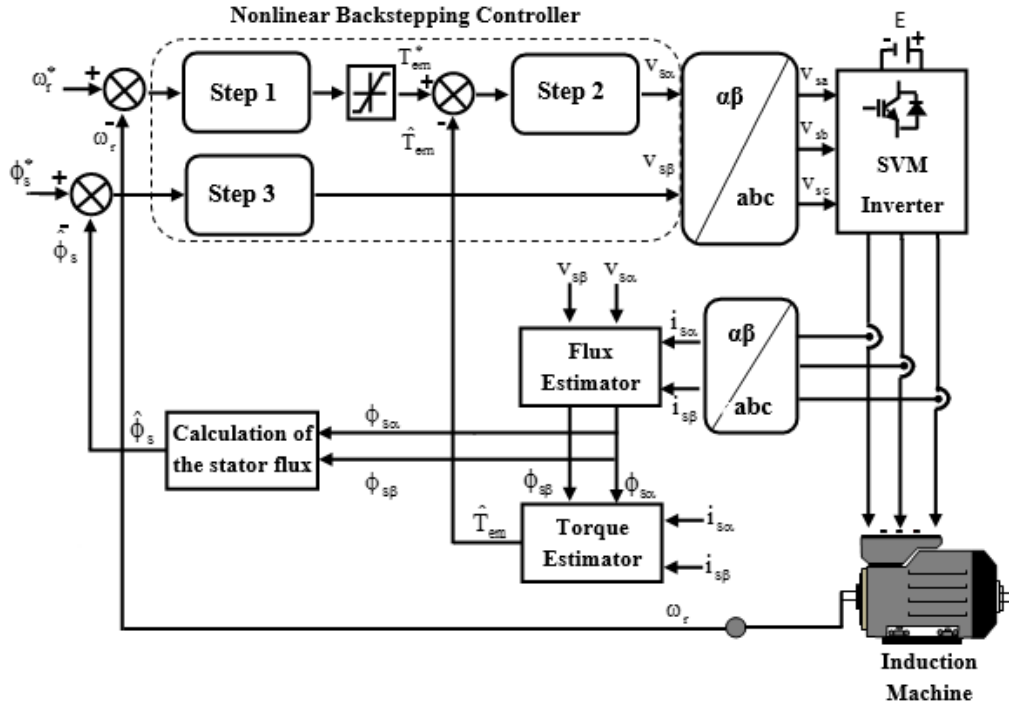 Nonlinear Backstepping Controller
E
- +
ω*r + Step 1 T*em + Step 2 vsα αβ vsa
- ωr - T̂em vsb SVM
ϕ*s + Step 3 vsβ abc vsc Inverter
- ϕ̂s
vsβ vsα
isα αβ
Flux
Estimator
isβ abc
ϕ̂s Calculation of ϕsα
the stator flux
ϕsβ ϕsβ ϕsα
T̂em Torque isα
Estimator
isβ
- - -
ωr
Induction
Machine